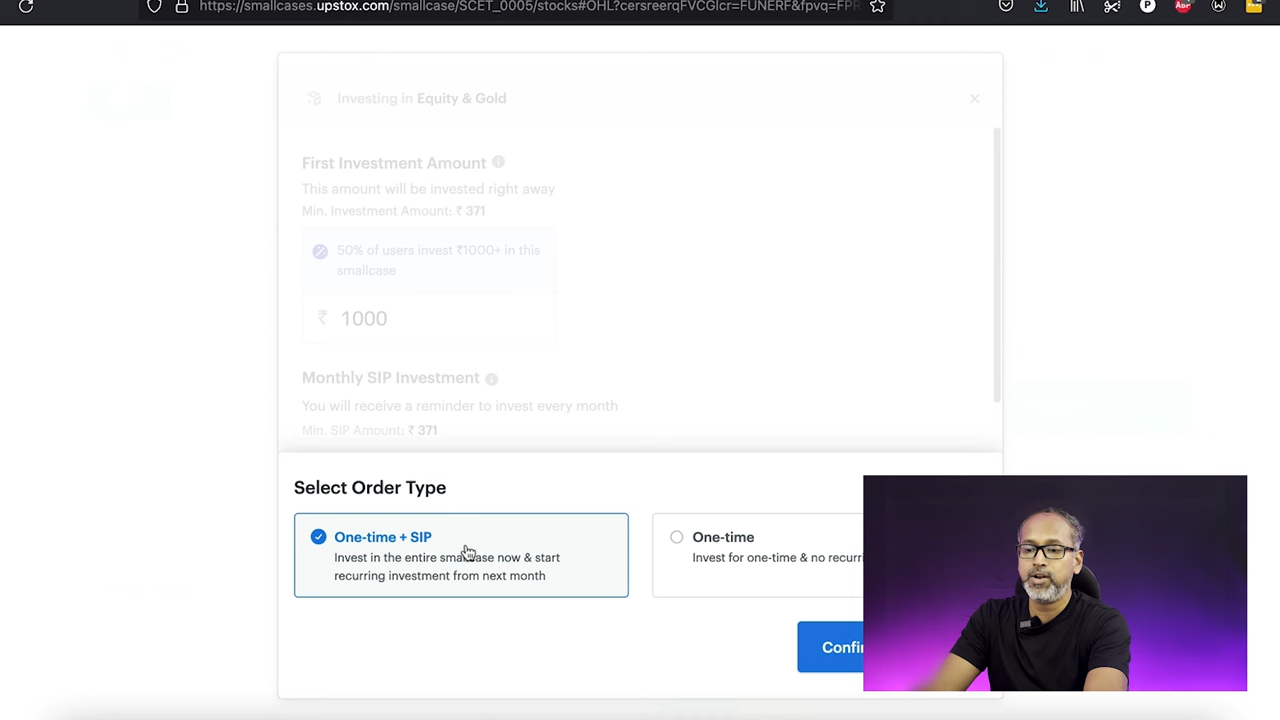 https://smallcases.upstox.com/smallcase/SCET_0005/stocks#OHL?cersreerqFVCGlcr=FUNERF&fpvq=FPR
P
ABP
W
Investing in Equity & Gold
First Investment Amount
This amount will be invested right away
Min. Investment Amount: ₹ 371
50% of users invest ₹1000+ in this
smallcase
₹ 1000
Monthly SIP Investment
You will receive a reminder to invest every month
Min. SIP Amount: ₹ 371
Select Order Type
One-time + SIP
Invest in the entire smallcase now & start
recurring investment from next month
One-time
Invest for one-time & no recurri
Confir